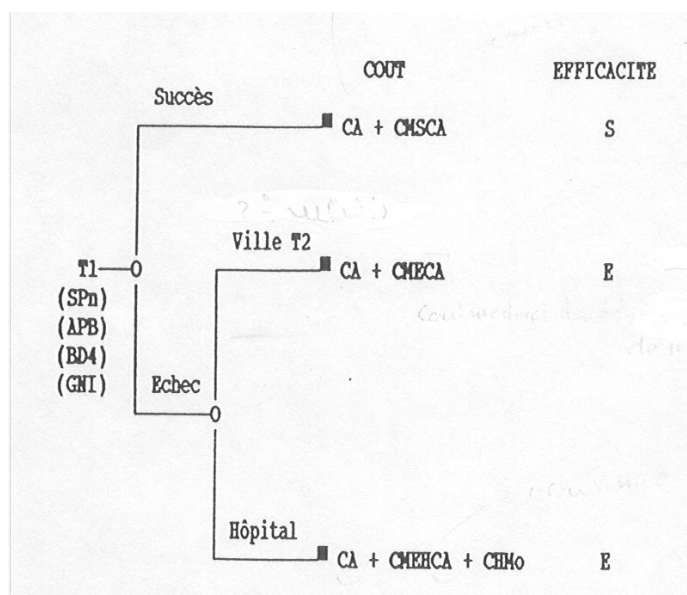 COUT EFFICACITE
Succès
CA + CMSCA S
Ville T2
T1 CA + CMECA E
(SPn)
(APB)
(BD4)
(GNI)
Echec
Hôpital
CA + CMEHCA + CHMo E